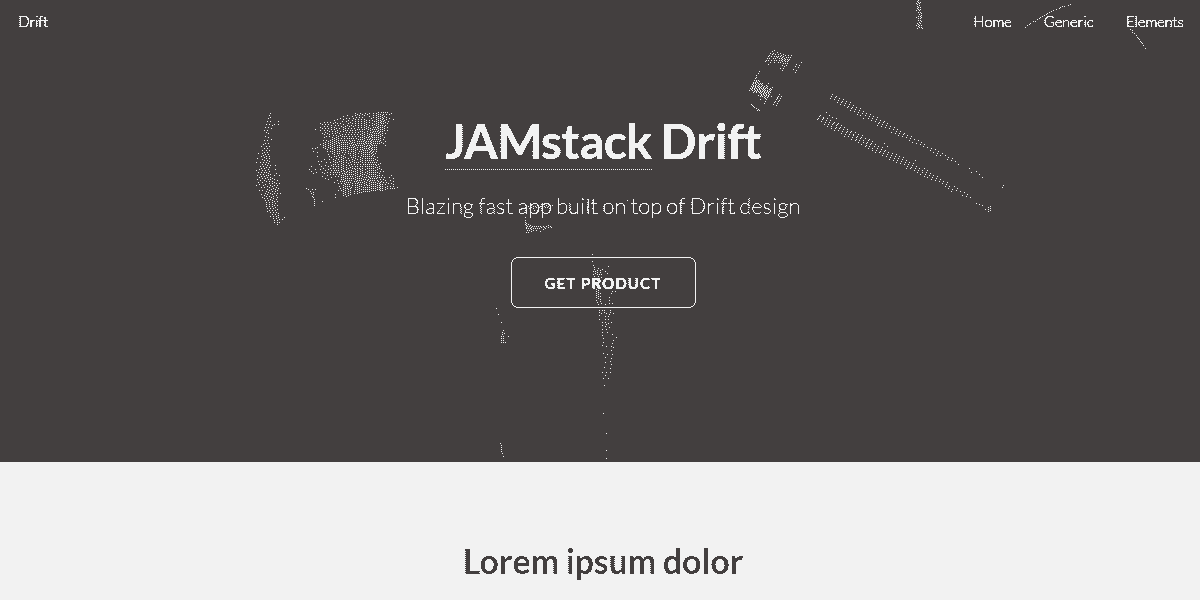 Drift
Home Generic Elements
JAMstack Drift
Blazing fast app built on top of Drift design
GET PRODUCT
Lorem ipsum dolor